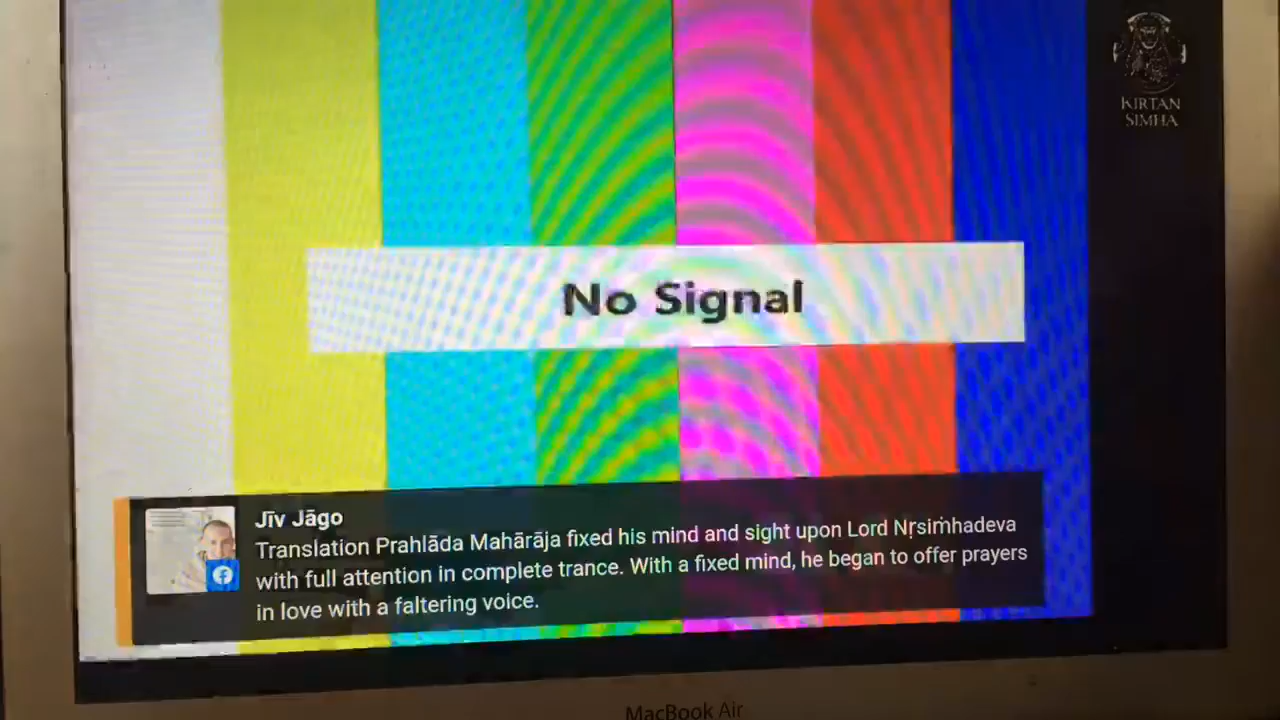 KIRTAN
SIMHA
No Signal
Jīv Jāgo
Translation Prahlāda Mahārāja fixed his mind and sight upon Lord Nṛsiṁhadeva
with full attention in complete trance. With a fixed mind, he began to offer prayers
in love with a faltering voice.
MacBook Air